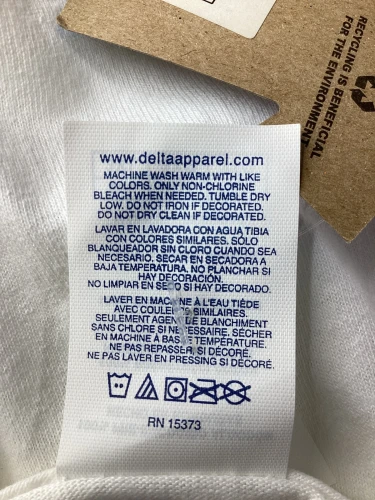 RECYCLING IS BENEFICIAL
FOR THE ENVIRONMENT
www.deltaapparel.com
MACHINE WASH WARM WITH LIKE
COLORS. ONLY NON-CHLORINE
BLEACH WHEN NEEDED. TUMBLE DRY
LOW. DO NOT IRON IF DECORATED.
DO NOT DRY CLEAN IF DECORATED.
LAVAR EN LAVADORA CON AGUA TIBIA
CON COLORES SIMILARES. SÓLO
BLANQUEADOR SIN CLORO CUANDO SEA
NECESARIO. SECAR EN SECADORA A
BAJA TEMPERATURA. NO PLANCHAR SI
HAY DECORACIÓN.
NO LIMPIAR EN SECO SI HAY DECORADO.
LAVER EN MACHINE À L'EAU TIÈDE
AVEC COULEURS SIMILAIRES.
SEULEMENT AGENT DE BLANCHIMENT
SANS CHLORE SI NÉCESSAIRE. SÉCHER
EN MACHINE À BASSE TEMPÉRATURE.
NE PAS REPASSER SI DÉCORÉ.
NE PAS LAVER EN PRESSING SI DÉCORÉ.
RN 15373